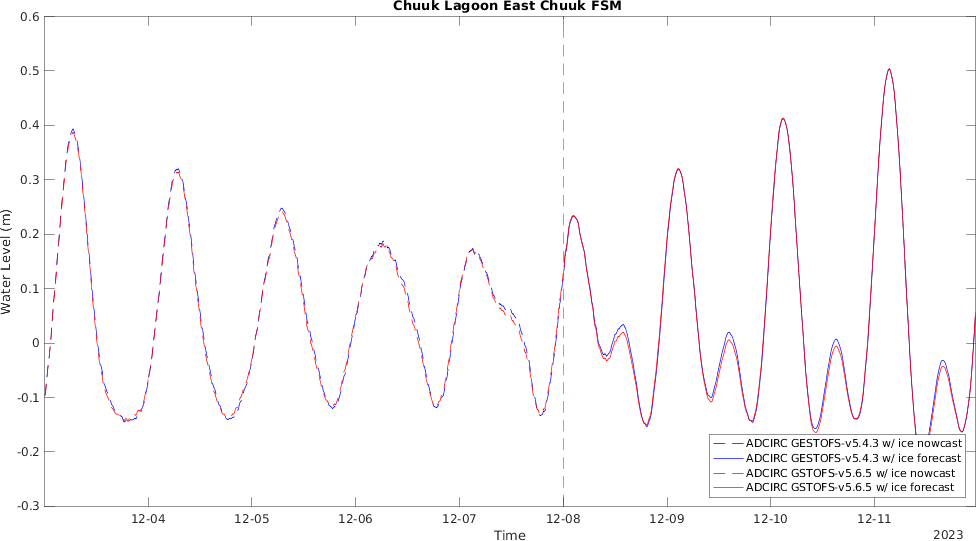 Chuuk Lagoon East Chuuk FSM
0.6
0.5
0.4
0.3
0.2
0.1
0
-0.1
-0.2
-0.3
Water Level (m)
12-04 12-05 12-06 12-07 12-08 12-09 12-10 12-11
Time
2023
ADCIRC GESTOFS-v5.4.3 w/ ice nowcast
ADCIRC GESTOFS-v5.4.3 w/ ice forecast
ADCIRC GSTOFS-v5.6.5 w/ ice nowcast
ADCIRC GSTOFS-v5.6.5 w/ ice forecast